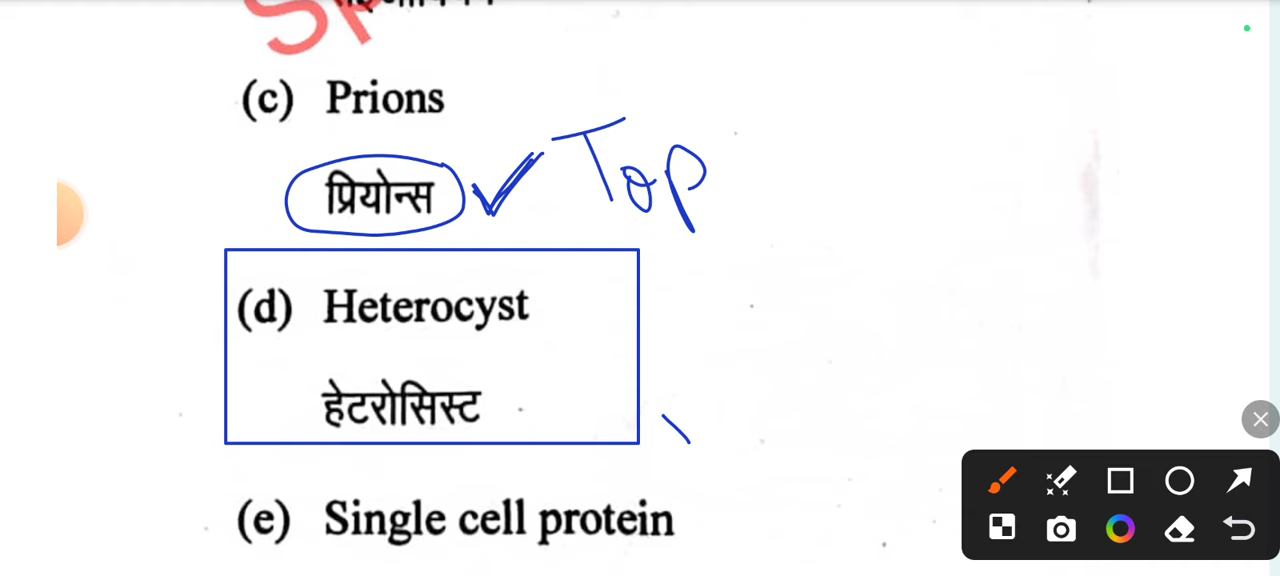 (c) Prions
प्रियोन्स
Top
(d) Heterocyst
हेटरोसिस्ट
(e) Single cell protein